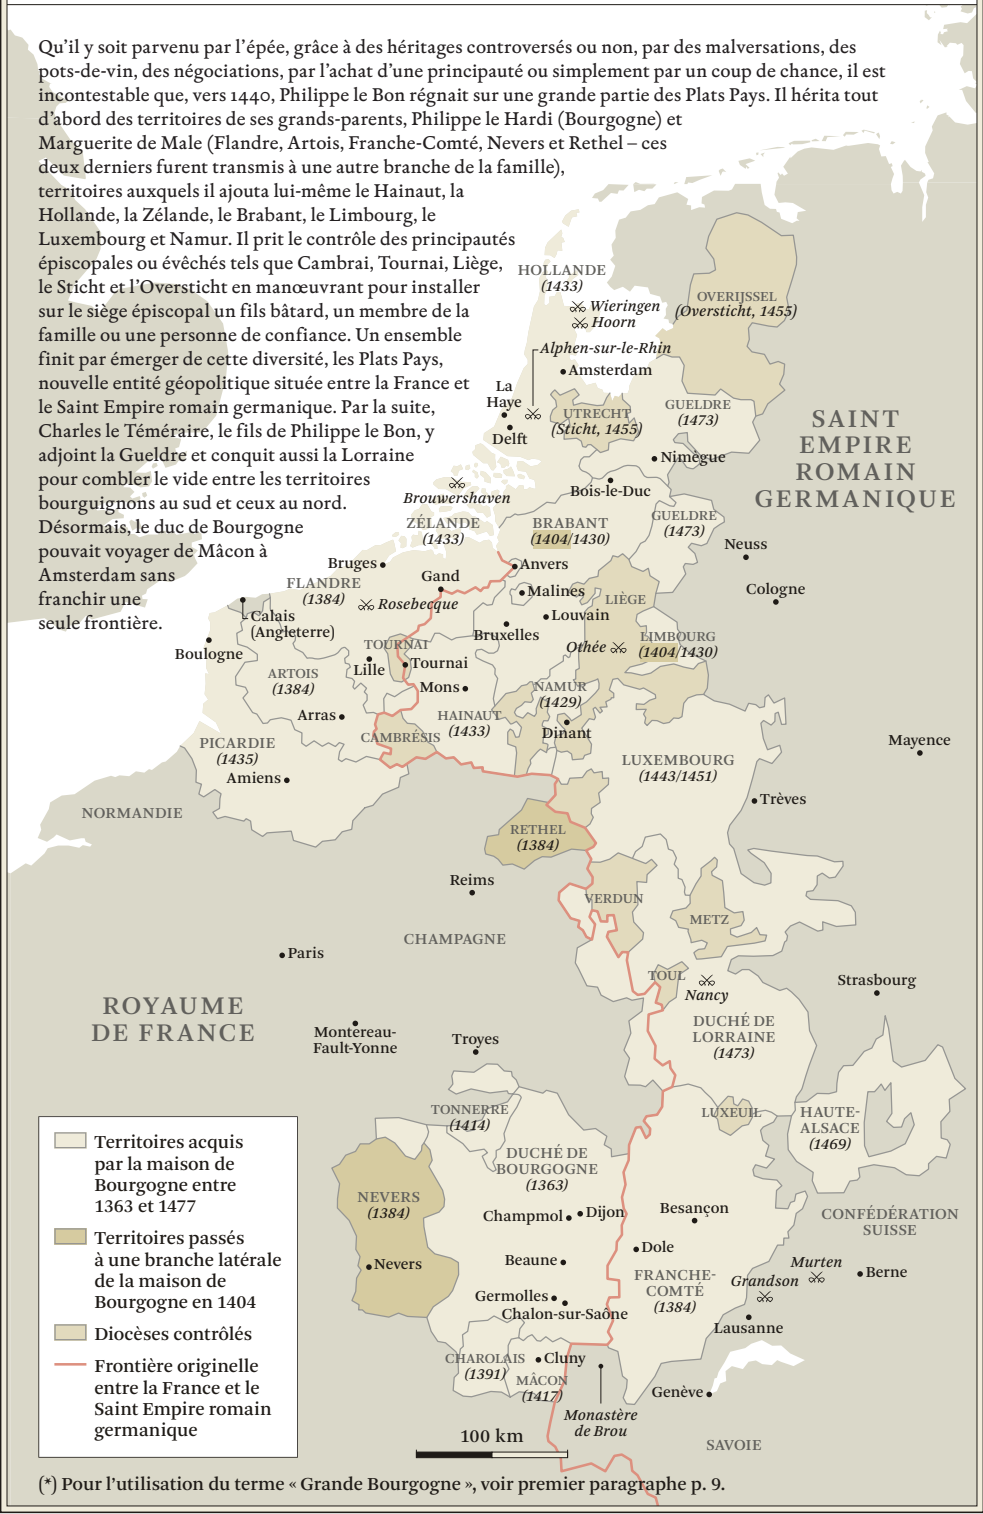 Qu’il y soit parvenu par l’épée, grâce à des héritages controversés ou non, par des malversations, des
pots-de-vin, des négociations, par l’achat d’une principauté ou simplement par un coup de chance, il est
incontestable que, vers 1440, Philippe le Bon régnait sur une grande partie des Plats Pays. Il hérita tout
d’abord des territoires de ses grands-parents, Philippe le Hardi (Bourgogne) et
Marguerite de Male (Flandre, Artois, Franche-Comté, Nevers et Rethel – ces
deux derniers furent transmis à une autre branche de la famille),
territoires auxquels il ajouta lui-même le Hainaut, la
Hollande, la Zélande, le Brabant, le Limbourg, le
Luxembourg et Namur. Il prit le contrôle des principautés
épiscopales ou évêchés tels que Cambrai, Tournai, Liège,
le Sticht et l’Oversticht en manœuvrant pour installer
sur le siège épiscopal un fils bâtard, un membre de la
famille ou une personne de confiance. Un ensemble
finit par émerger de cette diversité, les Plats Pays,
nouvelle entité géopolitique située entre la France et
le Saint Empire romain germanique. Par la suite,
Charles le Téméraire, le fils de Philippe le Bon, y
adjoint la Gueldre et conquit aussi la Lorraine
pour combler le vide entre les territoires
bourguignons au sud et ceux au nord.
Désormais, le duc de Bourgogne
pouvait voyager de Mâcon à
Amsterdam sans
franchir une
seule frontière.
HOLLANDE
(1433)
Wieringen
Hoorn
OVERIJSSEL
(Oversticht, 1455)
Alphen-sur-le-Rhin
Amsterdam
La
Haye
Delft
UTRECHT
(Sticht, 1455)
GUELDRE
(1473)
SAINT
EMPIRE
ROMAIN
GERMANIQUE
Nimègue
Bois-le-Duc
Brouwershaven
ZÉLANDE
(1433)
BRABANT
(1404/1430)
GUELDRE
(1473)
Neuss
Cologne
Bruges
Anvers
Gand
FLANDRE
(1384)
Rosebecque
Malines
LIÈGE
Louvain
Calais
(Angleterre)
Bruxelles
Othée
LIMBOURG
(1404/1430)
Boulogne
TOURNAI
Tournai
Lille
ARTOIS
(1384)
Mons
NAMUR
(1429)
Arras
HAINAUT
(1433)
Dinant
CAMBRÉSIS
PICARDIE
(1435)
Amiens
LUXEMBOURG
(1443/1451)
Mayence
Trèves
NORMANDIE
RETHEL
(1384)
Reims
VERDUN
METZ
CHAMPAGNE
Paris
TOUL
Nancy
Strasbourg
ROYAUME
DE FRANCE
DUCHÉ DE
LORRAINE
(1473)
Montereau-
Fault-Yonne
Troyes
TONNERRE
(1414)
LUXEUIL
HAUTE-
ALSACE
(1469)
DUCHÉ DE
BOURGOGNE
(1363)
NEVERS
(1384)
Champmol
Dijon
Besançon
CONFÉDÉRATION
SUISSE
Dole
Beaune
Nevers
Murten
Berne
Grandson
FRANCHE-
COMTÉ
(1384)
Germolles
Chalon-sur-Saône
Lausanne
CHAROLAIS
(1391)
Cluny
MÂCON
(1417)
Genève
Monastère
de Brou
SAVOIE
Territoires acquis
par la maison de
Bourgogne entre
1363 et 1477
Territoires passés
à une branche latérale
de la maison de
Bourgogne en 1404
Diocèses contrôlés
Frontière originelle
entre la France et le
Saint Empire romain
germanique
100 km
(*) Pour l’utilisation du terme « Grande Bourgogne », voir premier paragraphe p. 9.